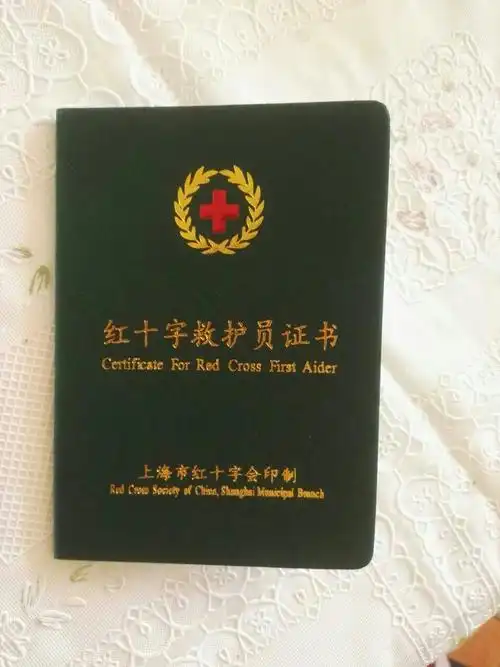 红十字救护员证书
Certificate For Red Cross First Aider
上海市红十字会印制
Red Cross Society of China, Shanghai Municipal Branch